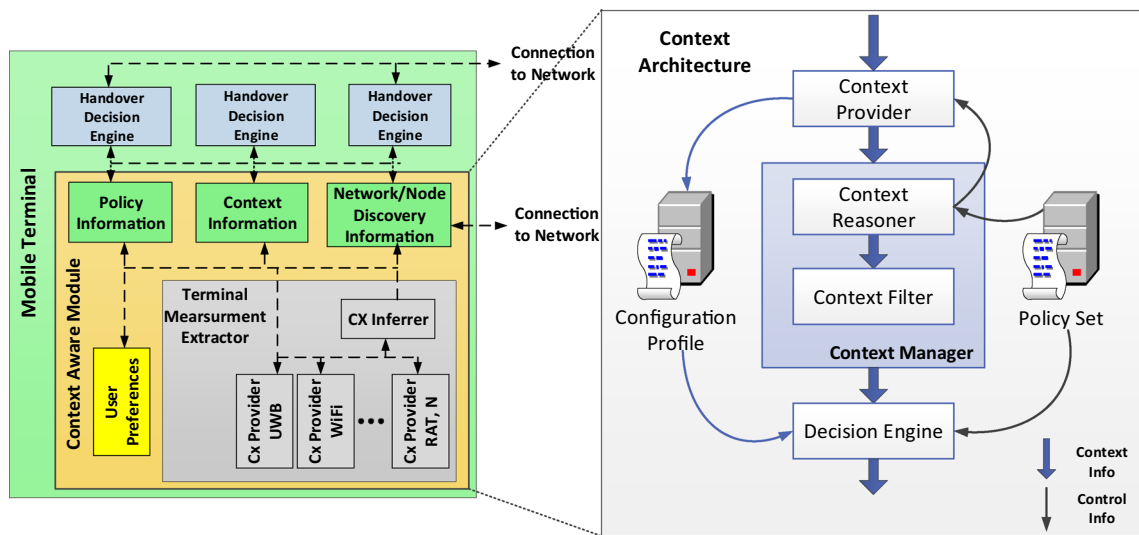 Connection
to Network
Handover
Decision
Engine
Handover
Decision
Engine
Handover
Decision
Engine
Mobile Terminal
Context Aware Module
Policy
Information
Context
Information
Network/Node
Discovery
Information
Connection
to Network
Terminal
Mearsurment
Extractor
CX Inferrer
User
Preferences
Cx Provider
UWB
Cx Provider
WiFi
Cx Provider
RAT, N
Context
Architecture
Context
Provider
Context
Reasoner
Context Filter
Context Manager
Configuration
Profile
Policy Set
Decision Engine
Context
Info
Control
Info